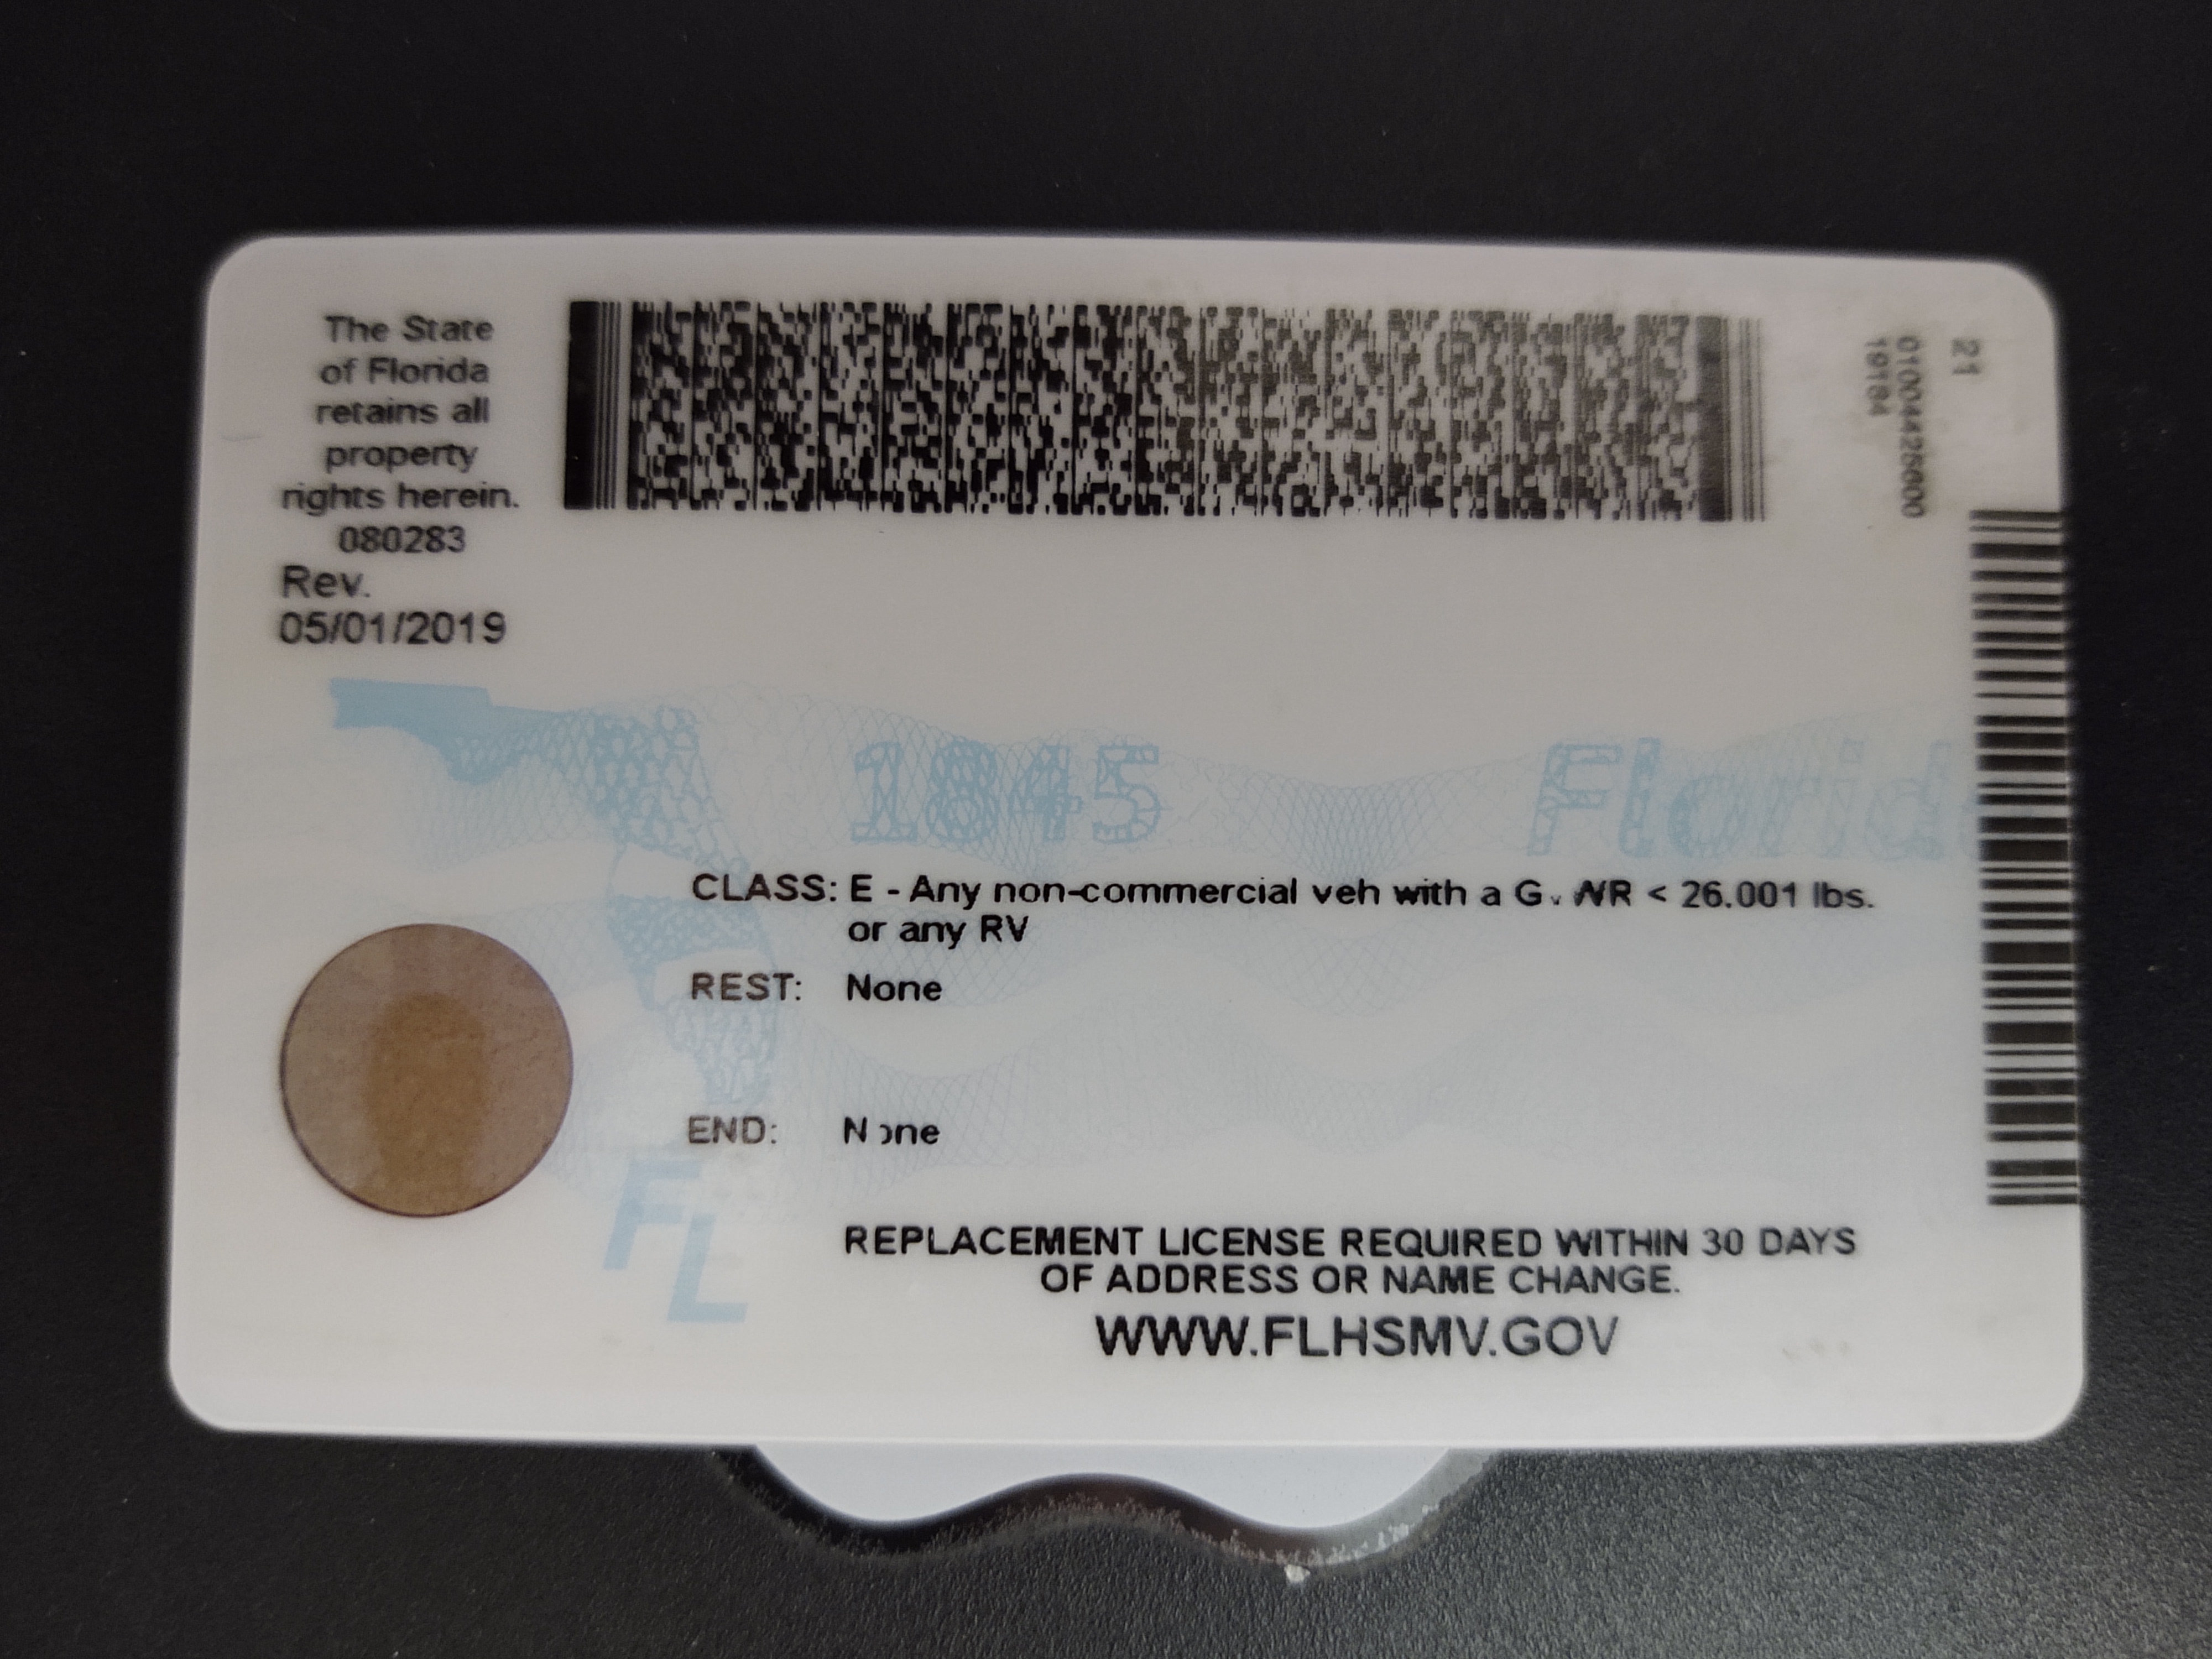 The State
of Florida
retains all
property
rights herein.
080283
Rev.
05/01/2019
21
010044258600
19184
1845
Florid
CLASS: E - Any non-commercial veh with a G. WR < 26.001 lbs.
or any RV
REST: None
END: None
FL
REPLACEMENT LICENSE REQUIRED WITHIN 30 DAYS
OF ADDRESS OR NAME CHANGE.
WWW.FLHSMV.GOV